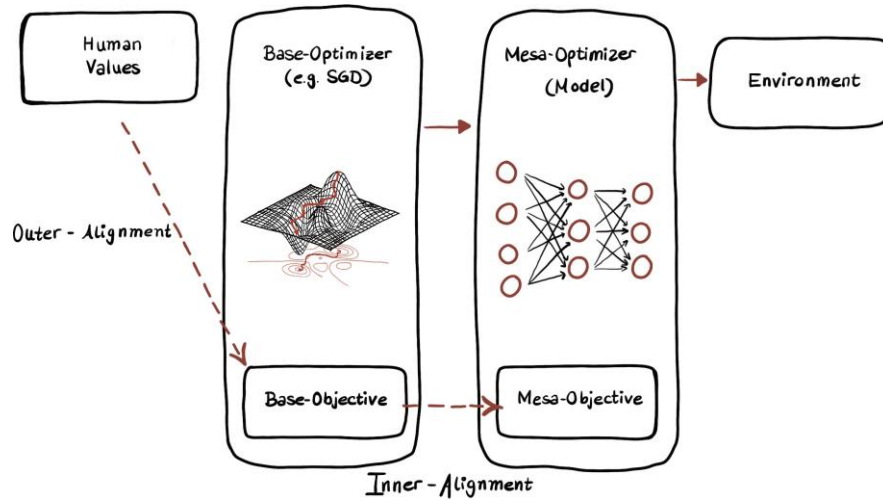 Human
Values
Base-Optimizer
(e.g. SGD)
Mesa-Optimizer
(Model)
Environment
Outer-Alignment
Base-Objective
Mesa-Objective
Inner-Alignment